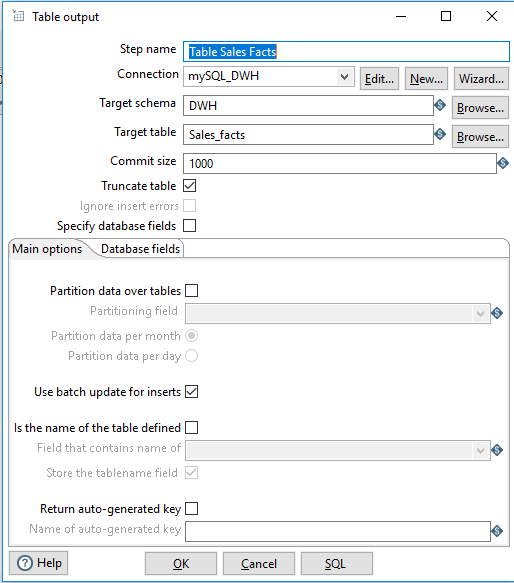 Table output
Step name Table Sales Facts
Connection mySQL_DWH Edit... New... Wizard...
Target schema DWH Browse...
Target table Sales_facts Browse...
Commit size 1000
Truncate table
Ignore insert errors
Specify database fields
Main options Database fields
Partition data over tables
Partitioning field
Partition data per month
Partition data per day
Use batch update for inserts
Is the name of the table defined
Field that contains name of
Store the tablename field
Return auto-generated key
Name of auto-generated key
Help OK Cancel SQL